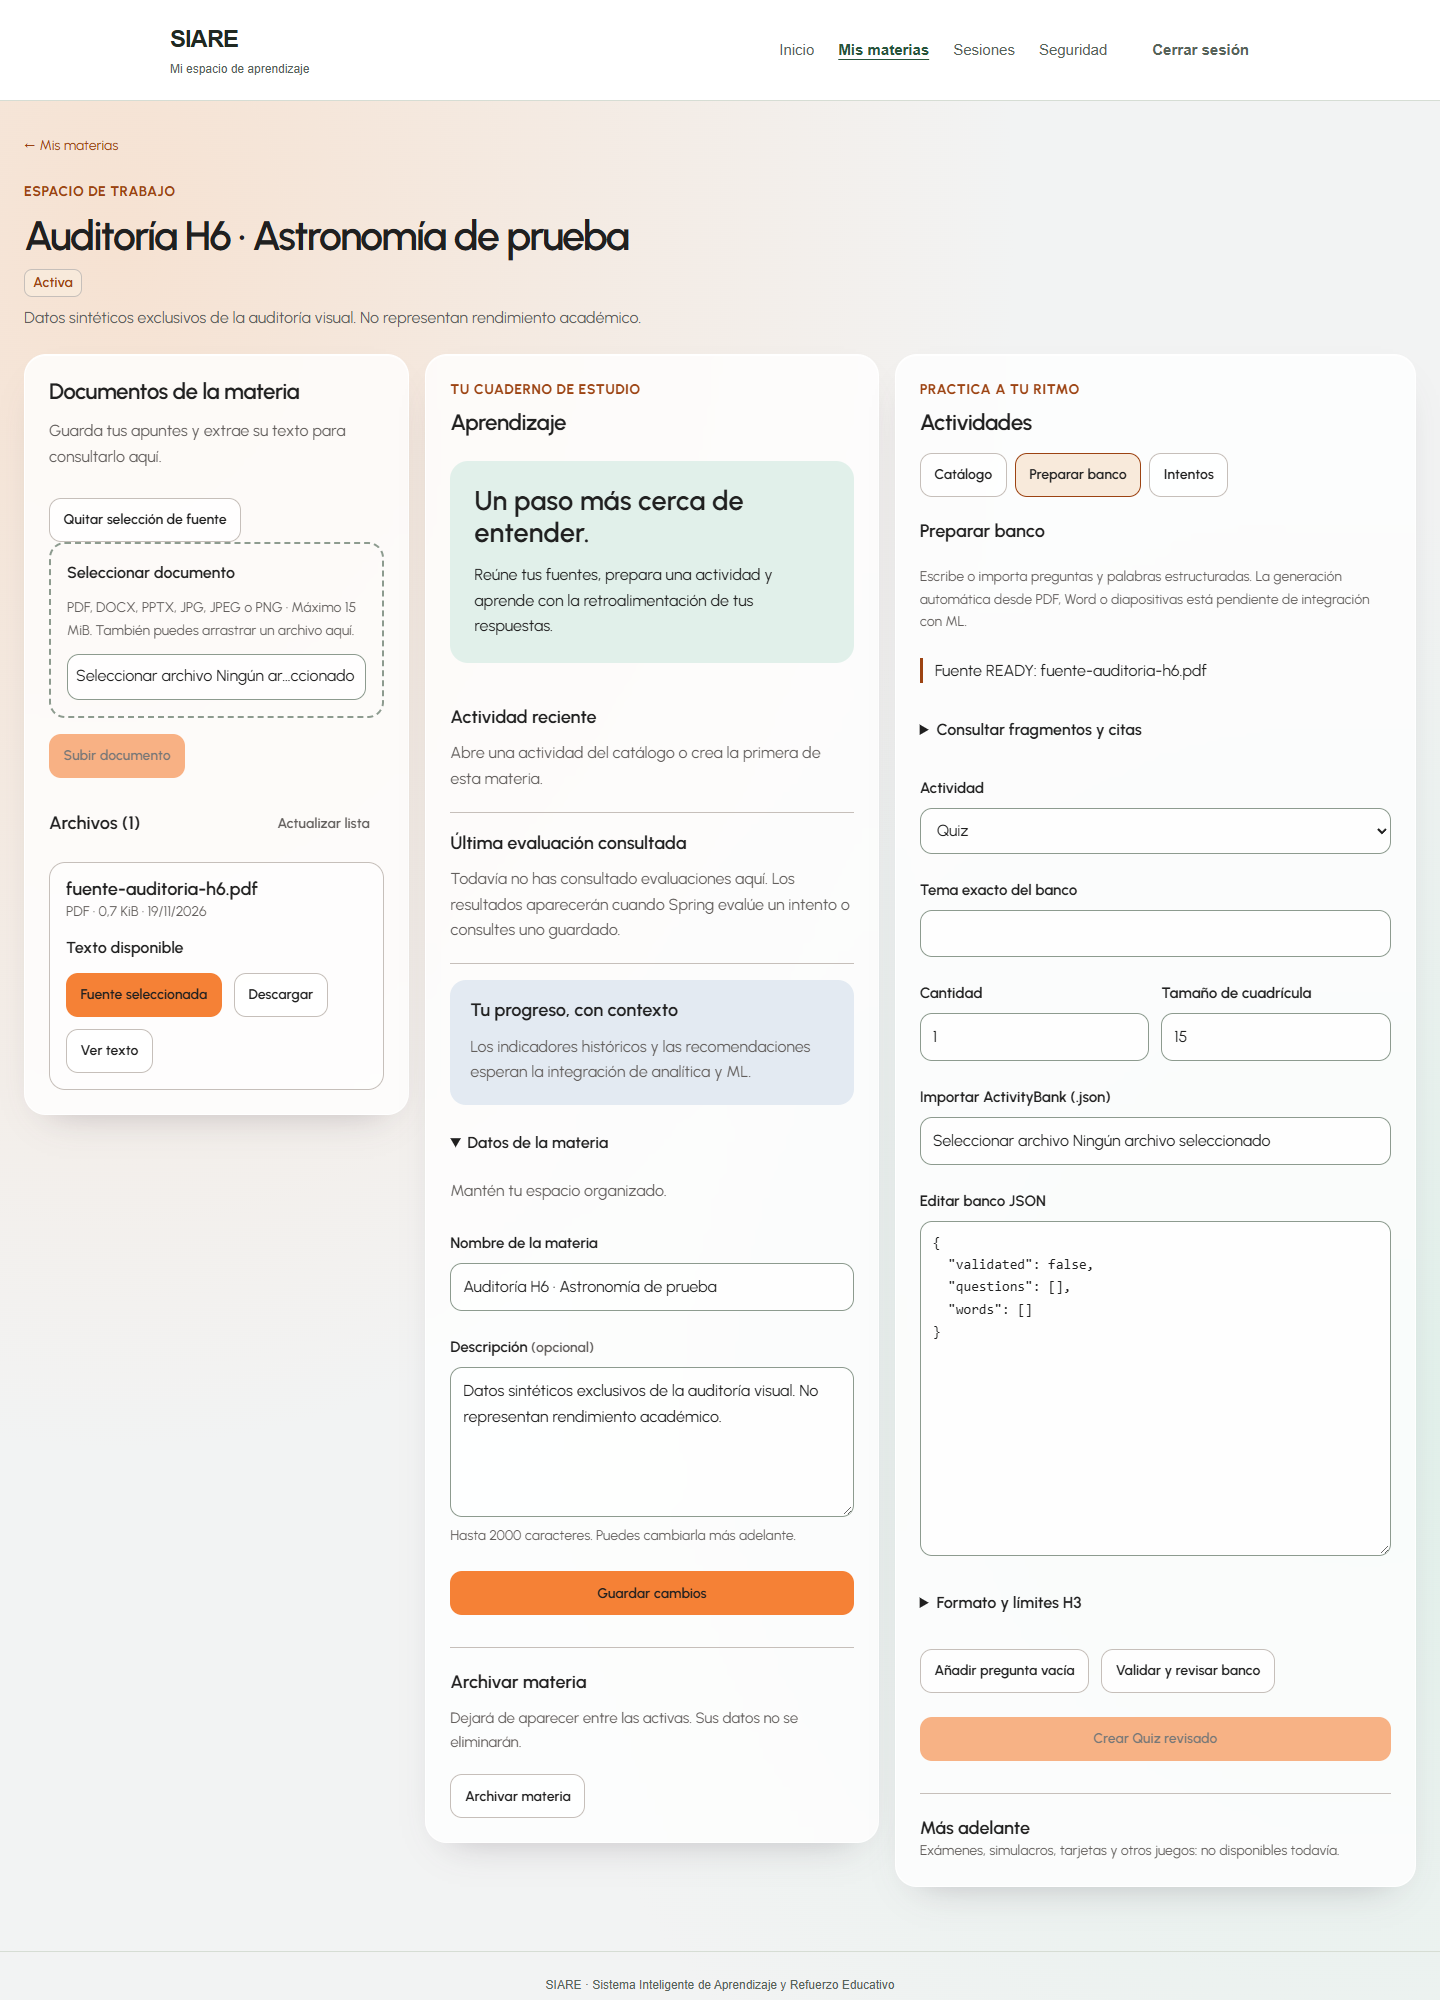 SIARE
Mi espacio de aprendizaje
Inicio
Mis materias
Sesiones
Seguridad
Cerrar sesión
← Mis materias
ESPACIO DE TRABAJO
Auditoría H6 · Astronomía de prueba
Activa
Datos sintéticos exclusivos de la auditoría visual. No representan rendimiento académico.
Documentos de la materia
Guarda tus apuntes y extrae su texto para
consultarlo aquí.
Quitar selección de fuente
Seleccionar documento
PDF, DOCX, PPTX, JPG, JPEG o PNG · Máximo 15
MiB. También puedes arrastrar un archivo aquí.
Seleccionar archivo Ningún ar...ccionado
Subir documento
Archivos (1)
Actualizar lista
fuente-auditoria-h6.pdf
PDF · 0,7 KiB · 19/11/2026
Texto disponible
Fuente seleccionada
Descargar
Ver texto
TU CUADERNO DE ESTUDIO
Aprendizaje
Un paso más cerca de
entender.
Reúne tus fuentes, prepara una actividad y
aprende con la retroalimentación de tus
respuestas.
Actividad reciente
Abre una actividad del catálogo o crea la primera de
esta materia.
Última evaluación consultada
Todavía no has consultado evaluaciones aquí. Los
resultados aparecerán cuando Spring evalúe un intento o
consultes uno guardado.
Tu progreso, con contexto
Los indicadores históricos y las recomendaciones
esperan la integración de analítica y ML.
▼ Datos de la materia
Mantén tu espacio organizado.
Nombre de la materia
Auditoría H6 · Astronomía de prueba
Descripción (opcional)
Datos sintéticos exclusivos de la auditoría visual. No
representan rendimiento académico.
Hasta 2000 caracteres. Puedes cambiarla más adelante.
Guardar cambios
Archivar materia
Dejará de aparecer entre las activas. Sus datos no se
eliminarán.
Archivar materia
PRACTICA A TU RITMO
Actividades
Catálogo
Preparar banco
Intentos
Preparar banco
Escribe o importa preguntas y palabras estructuradas. La generación
automática desde PDF, Word o diapositivas está pendiente de integración
con ML.
Fuente READY: fuente-auditoria-h6.pdf
▶ Consultar fragmentos y citas
Actividad
Quiz
Tema exacto del banco
Cantidad
Tamaño de cuadrícula
1
15
Importar ActivityBank (.json)
Seleccionar archivo Ningún archivo seleccionado
Editar banco JSON
{
"validated": false,
"questions": [],
"words": []
}
▶ Formato y límites H3
Añadir pregunta vacía
Validar y revisar banco
Crear Quiz revisado
Más adelante
Exámenes, simulacros, tarjetas y otros juegos: no disponibles todavía.
SIARE · Sistema Inteligente de Aprendizaje y Refuerzo Educativo